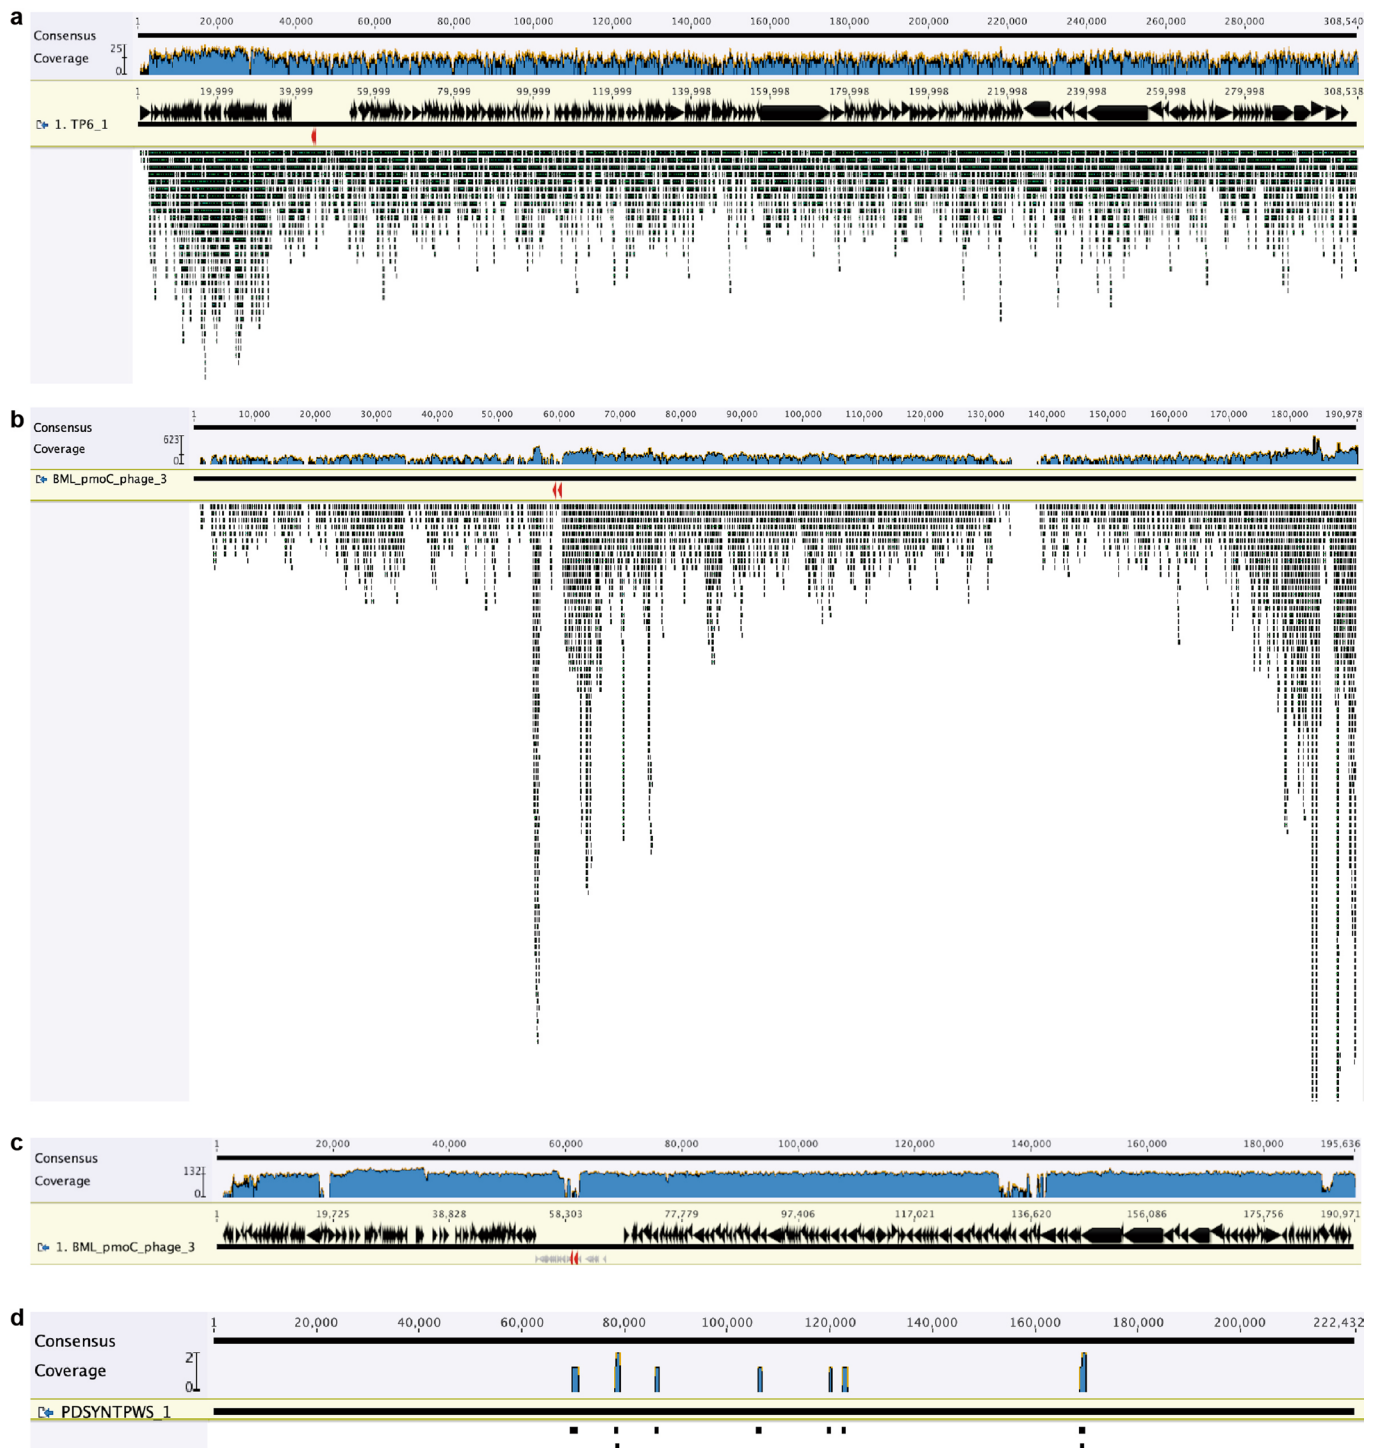 a
1 20,000 40,000 60,000 80,000 100,000 120,000 140,000 160,000 180,000 200,000 220,000 240,000 260,000 280,000 308,540
Consensus
Coverage 25 0
1 19,999 39,999 59,999 79,999 99,999 119,999 139,998 159,998 179,998 199,998 219,998 239,998 259,998 279,998 308,538
1. TP6_1
b
1 10,000 20,000 30,000 40,000 50,000 60,000 70,000 80,000 90,000 100,000 110,000 120,000 130,000 140,000 150,000 160,000 170,000 180,000 190,978
Consensus
Coverage 623 0
BML_pmoC_phage_3
c
1 20,000 40,000 60,000 80,000 100,000 120,000 140,000 160,000 180,000 195,636
Consensus
Coverage 132 0
1 19,725 38,828 58,303 77,779 97,406 117,021 136,620 156,086 175,756 190,971
1. BML_pmoC_phage_3
d
1 20,000 40,000 60,000 80,000 100,000 120,000 140,000 160,000 180,000 200,000 222,432
Consensus
Coverage 2 0
PDSYNTPWS_1